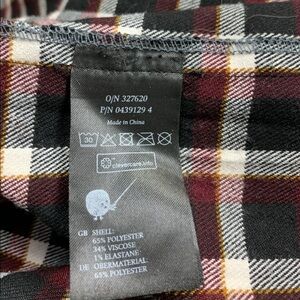 O/N 327620
P/N 0439129 4
Made in China
30
clevercare.info
GB SHELL
65% POLYESTER
34% VISCOSE
1% ELASTANE
DE OBERMATERIAL
65% POLYESTER